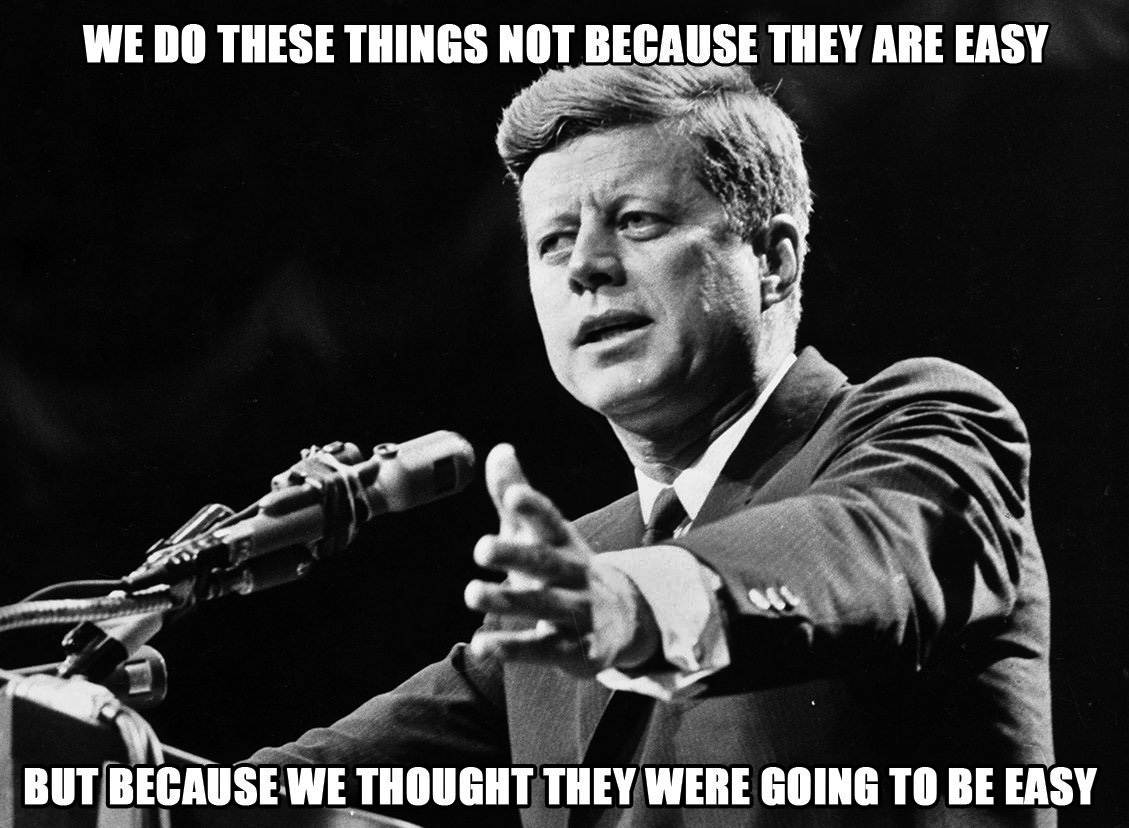 WE DO THESE THINGS NOT BECAUSE THEY ARE EASY
BUT BECAUSE WE THOUGHT THEY WERE GOING TO BE EASY